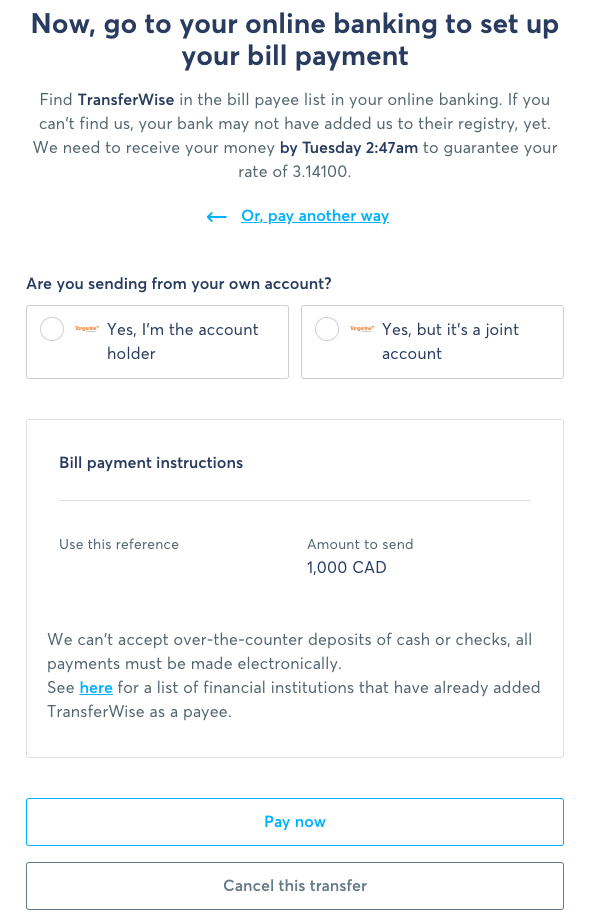 Now, go to your online banking to set up
your bill payment
Find TransferWise in the bill payee list in your online banking. If you
can't find us, your bank may not have added us to their registry, yet.
We need to receive your money by Tuesday 2:47am to guarantee your
rate of 3.14100.
Or, pay another way
Are you sending from your own account?
Tangerine Yes, I'm the account
holder
Tangerine Yes, but it's a joint
account
Bill payment instructions
Use this reference
Amount to send
1,000 CAD
We can't accept over-the-counter deposits of cash or checks, all
payments must be made electronically.
See here for a list of financial institutions that have already added
TransferWise as a payee.
Pay now
Cancel this transfer